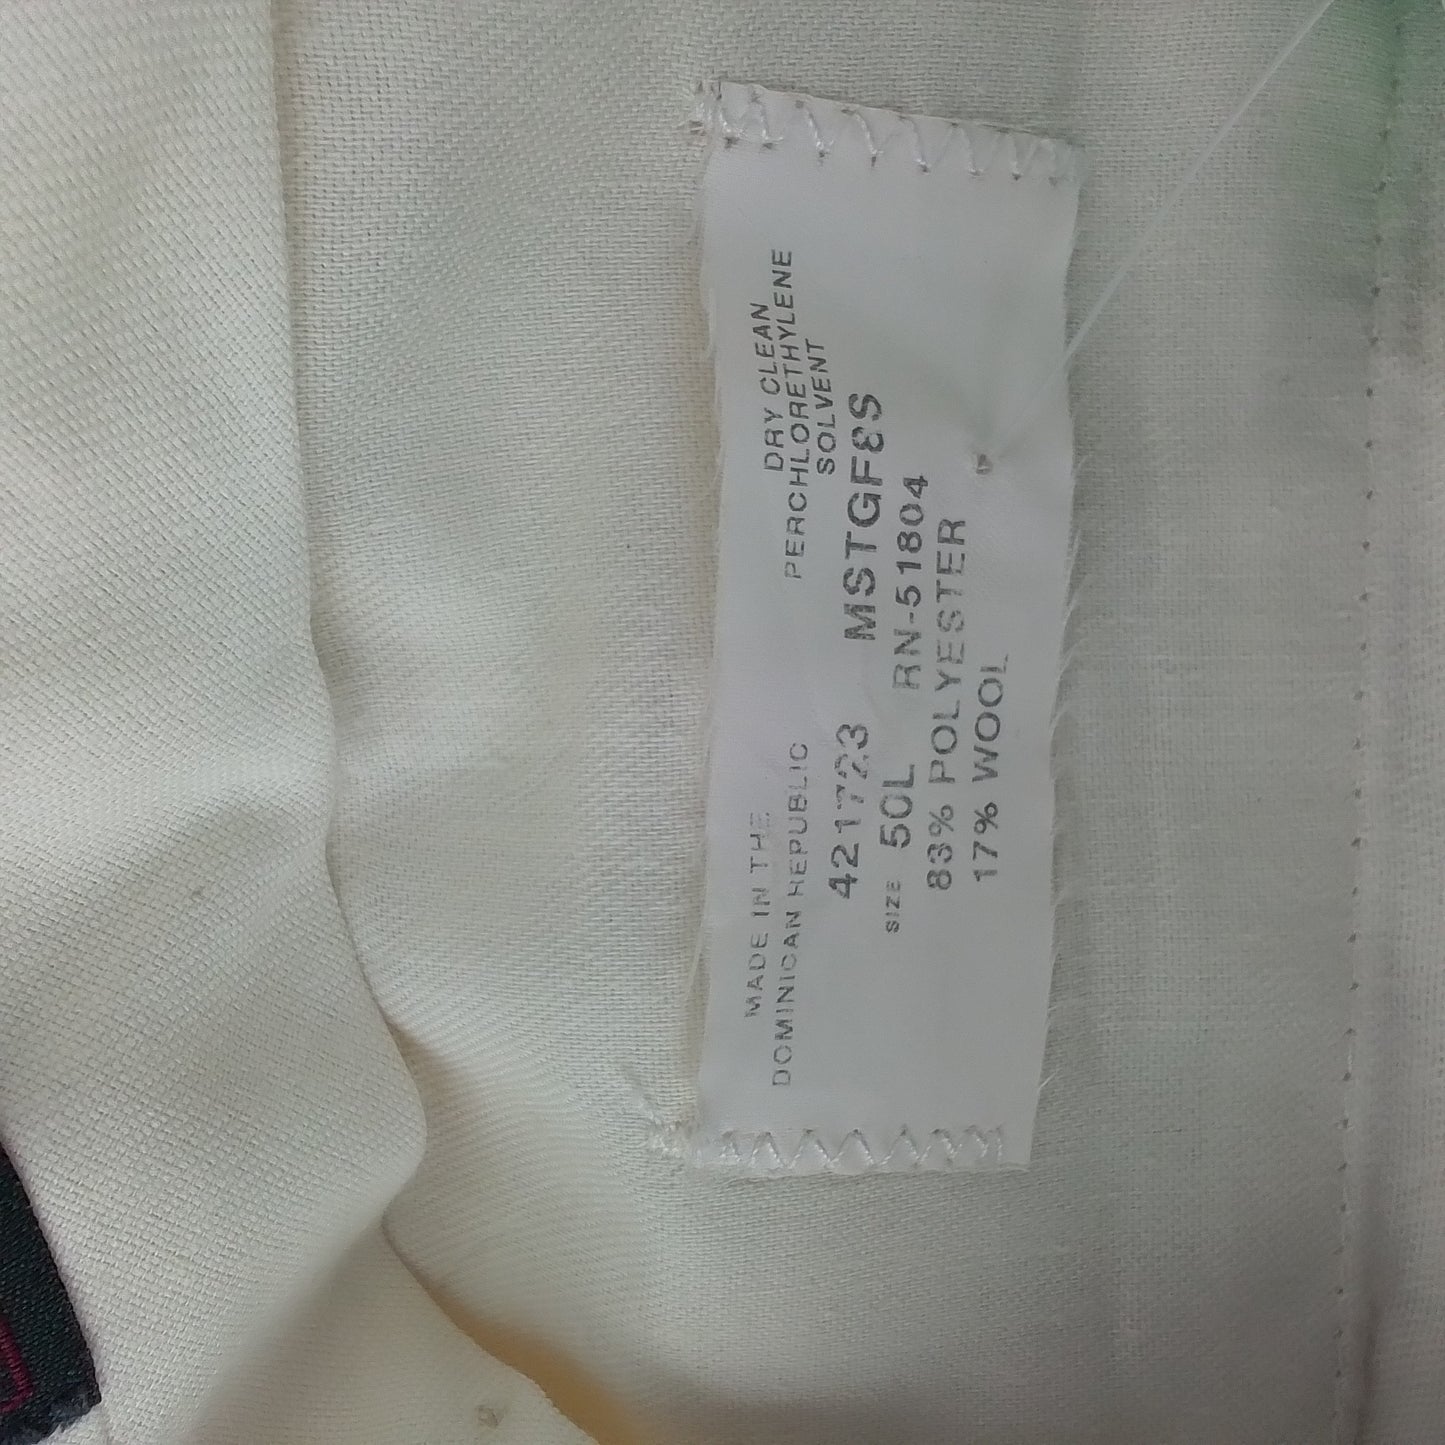 MADE IN THE DRY CLEAN
DOMINICAN REPUBLIC PERCHLORETHYLENE
SOLVENT
421723 MSTGF8S
SIZE 50L RN-51804
83% POLYESTER
17% WOOL